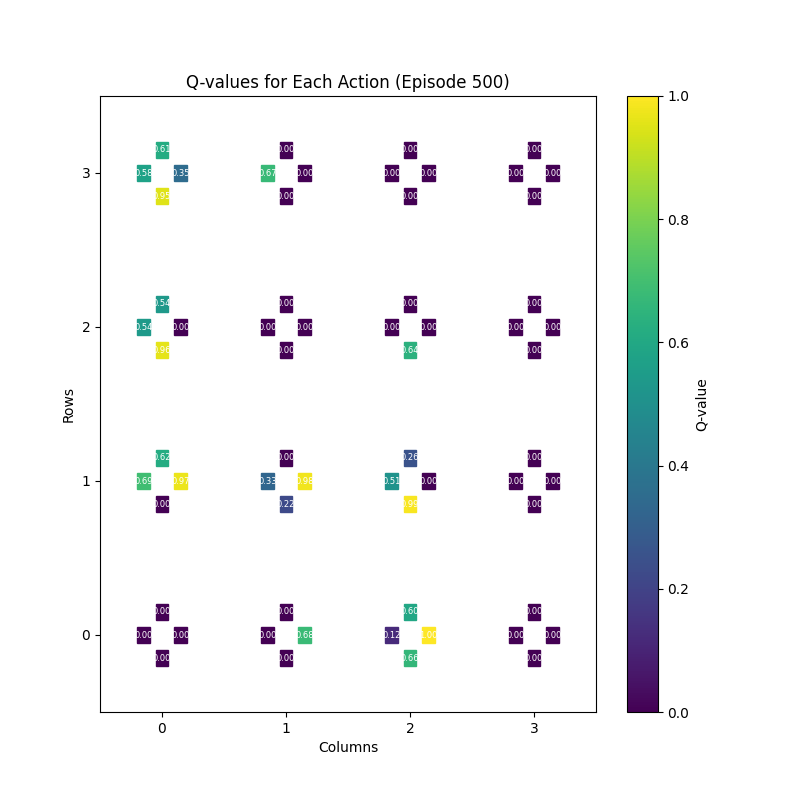 Q-values for Each Action (Episode 500)
0.61 0.00 0.00 0.00
3 0.58 0.35 0.67 0.00 0.00 0.00 0.00 0.00
0.95 0.00 0.00 0.00
0.54 0.00 0.00 0.00
2 0.54 0.00 0.00 0.00 0.00 0.00 0.00 0.00
0.96 0.00 0.64 0.00
Rows
0.62 0.00 0.26 0.00
1 0.69 0.97 0.33 0.98 0.51 0.00 0.00 0.00
0.00 0.22 0.99 0.00
0.00 0.00 0.60 0.00
0 0.00 0.00 0.00 0.68 0.12 1.00 0.00 0.00
0.00 0.00 0.66 0.00
0 1 2 3
Columns
1.0
0.8
0.6
0.4
0.2
0.0
Q-value